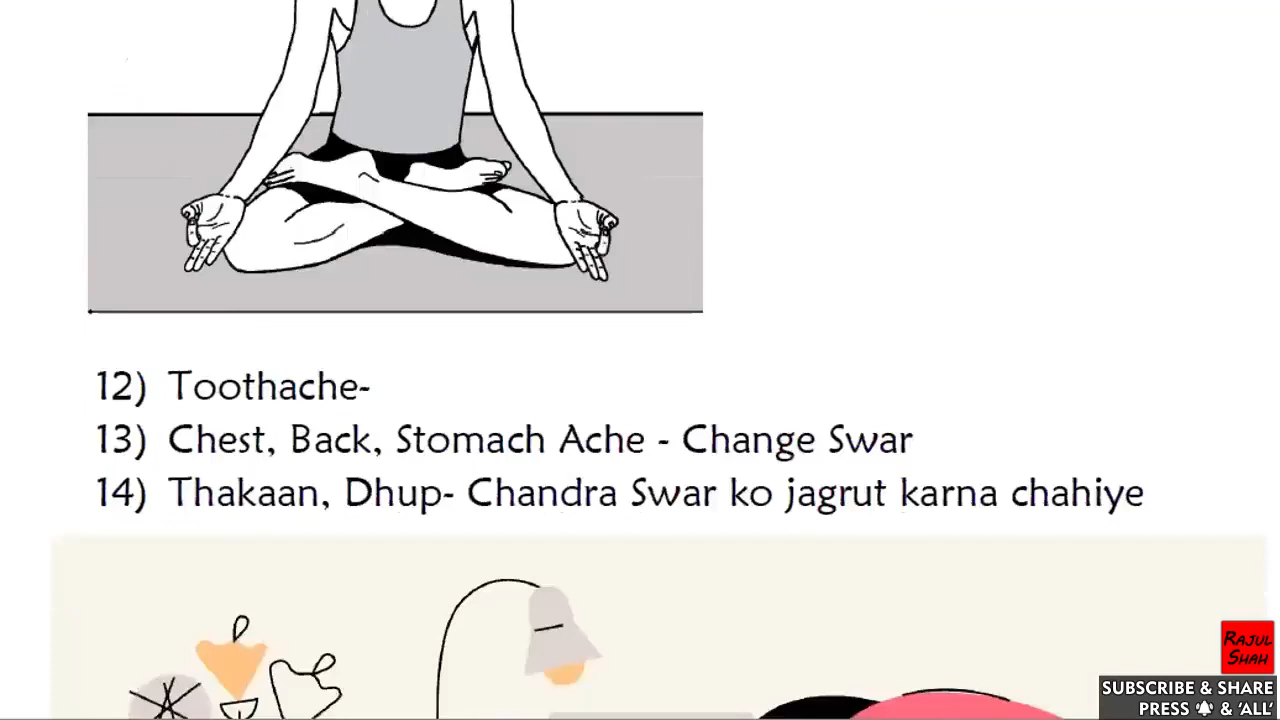 12) Toothache-
13) Chest, Back, Stomach Ache - Change Swar
14) Thakaan, Dhup- Chandra Swar ko jagrut karna chahiye
RAJUL
SHAH
SUBSCRIBE & SHARE
PRESS 🔔 & 'ALL'